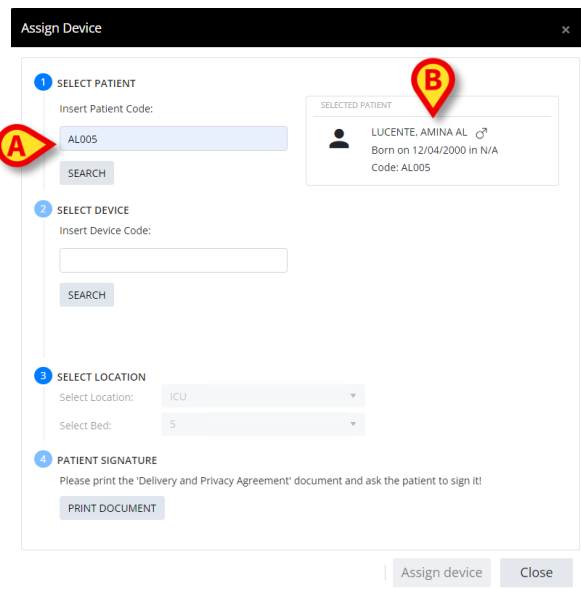 Assign Device ×
1 SELECT PATIENT
Insert Patient Code:
AL005
SEARCH
A
B
SELECTED PATIENT
LUCENTE, AMINA AL ♂
Born on 12/04/2000 in N/A
Code: AL005
2 SELECT DEVICE
Insert Device Code:
SEARCH
3 SELECT LOCATION
Select Location: ICU
Select Bed: 5
4 PATIENT SIGNATURE
Please print the 'Delivery and Privacy Agreement' document and ask the patient to sign it!
PRINT DOCUMENT
Assign device Close